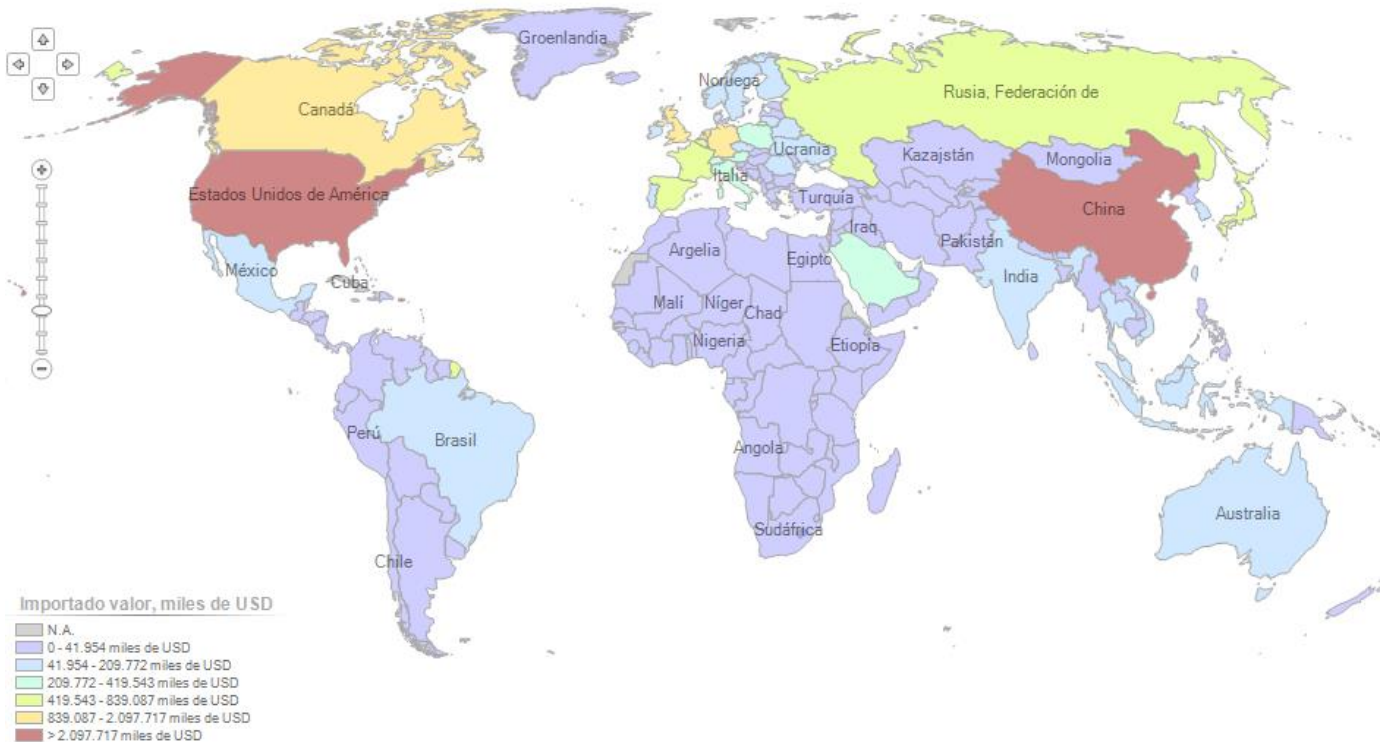 Groenlandia
Noruega
Canadá
Rusia, Federación de
Ucrania
Kazajstán
Mongolia
Italia
Estados Unidos de América
Turquía
China
Iraq
Pakistán
Argelia
Egipto
México
India
Cuba
Malí
Níger
Chad
Nigeria
Etiopía
Perú
Brasil
Angola
Australia
Sudáfrica
Chile
Importado valor, miles de USD
N.A.
0 - 41.954 miles de USD
41.954 - 209.772 miles de USD
209.772 - 419.543 miles de USD
419.543 - 839.087 miles de USD
839.087 - 2.097.717 miles de USD
> 2.097.717 miles de USD